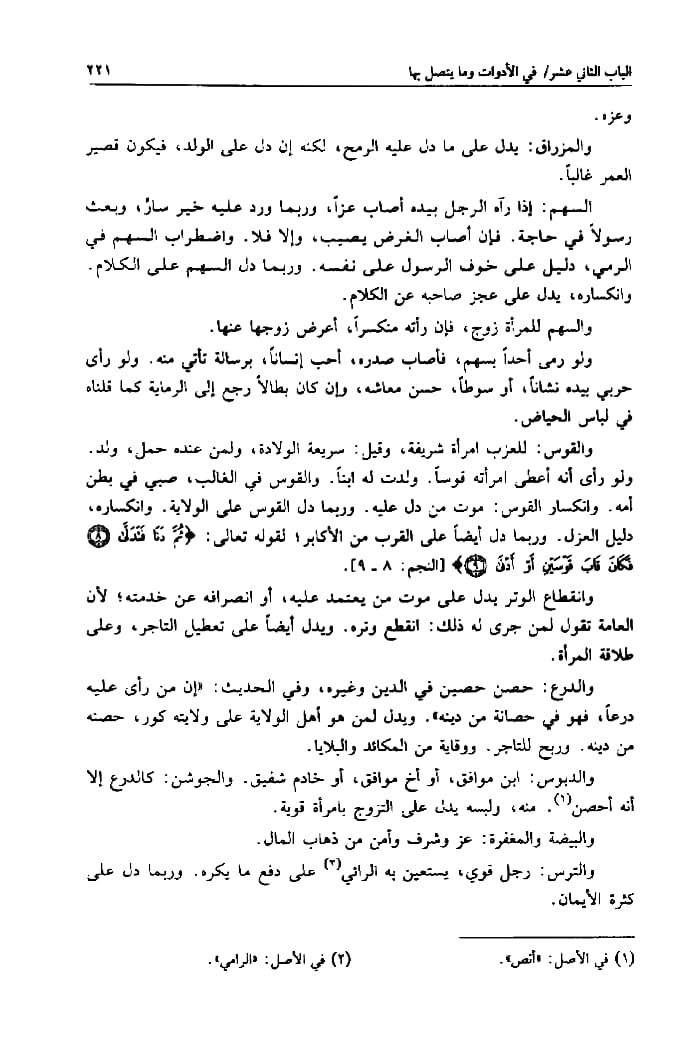 الباب الثاني عشر/ في الأدوات وما يتصل بها ٢٢١
وعزه.
والمزراق: يدل على ما دل عليه الرمح، لكنه إن دل على الولد، فيكون قصير
العمر غالباً.
السهم: إذا رآه الرجل بيده أصاب عزاً، وربما ورد عليه خير سارُ، وبعث
رسولاً في حاجة. فإن أصاب الغرض يصيب، وإلا فلا. واضطراب السهم في
الرمي، دليل على خوف الرسول على نفسه. وربما دل السهم على الكلام.
وانكساره، يدل على عجز صاحبه عن الكلام.
والسهم للمرأة زوج، فإن رأته منكسراً، أعرض زوجها عنها.
ولو رمى أحداً بسهم، فأصاب صدره، أحب إنساناً، برسالة تأتي منه. ولو رأى
حربي بيده نشاناً، أو سوطاً، حسن معاشه، وإن كان بطالاً رجع إلى الرماية كما قلناه
في لباس الحياض.
والقوس: للعزب امرأة شريفة، وقيل: سريعة الولادة، ولمن عنده حمل، ولد.
ولو رأى أنه أعطى امرأته قوساً. ولدت له ابناً. والقوس في الغالب، صبي في بطن
أمه. وانكسار القوس: موت من دل عليه. وربما دل القوس على الولاية. وانكساره،
دليل العزل. وربما دل أيضاً على القرب من الأكابر؛ لقوله تعالى: ﴿ثُمَّ دَنَا فَتَدَلَّىٰ ٨
فَكَانَ قَابَ قَوْسَيْنِ أَوْ أَدْنَىٰ ٩﴾ [النجم: ٨ ـ ٩].
وانقطاع الوتر يدل على موت من يعتمد عليه، أو انصرافه عن خدمته؛ لأن
العامة تقول لمن جرى له ذلك: انقطع وتره. ويدل أيضاً على تعطيل التاجر، وعلى
طلاقة المرأة.
والدرع: حصن حصين في الدين وغيره، وفي الحديث: «إن من رأى عليه
درعاً، فهو في حصانة من دينه». ويدل لمن هو أهل الولاية على ولايته كور، حصنه
من دينه. وربح للتاجر. ووقاية من المكائد والبلايا.
والدبوس: ابن موافق، أو أخ موافق، أو خادم شفيق. والجوشن: كالدرع إلا
أنه أحصن(١). منه، ولبسه يدل على التزوج بامرأة قوية.
والبيضة والمغفرة: عز وشرف وأمن من ذهاب المال.
والترس: رجل قوي، يستعين به الرائي(٢) على دفع ما يكره. وربما دل على
كثرة الأيمان.
(١) في الأصل: «أنص». (٢) في الأصل: «الرامي».